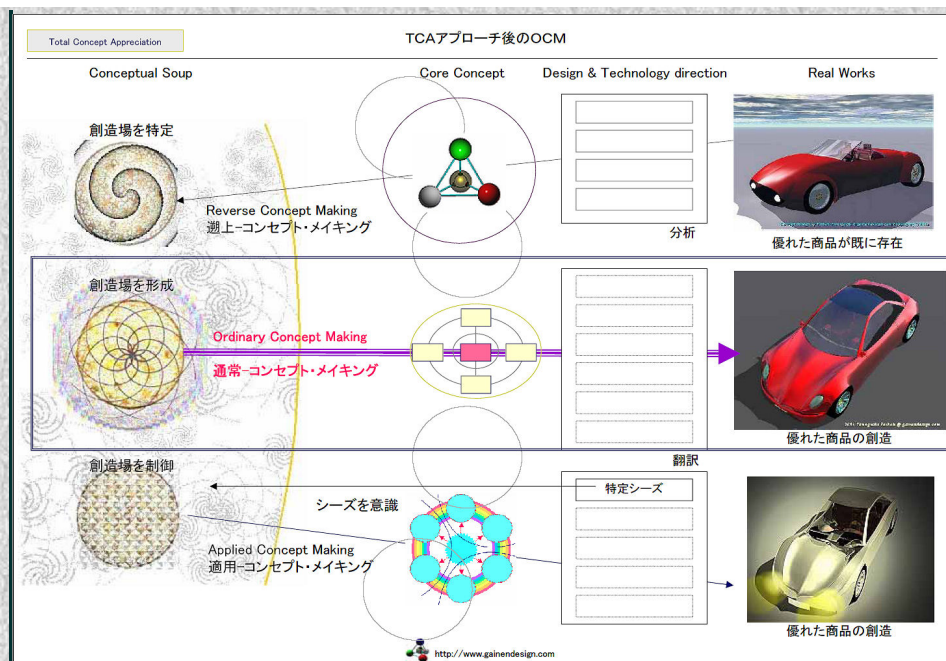 Total Concept Appreciation
TCAアプローチ後のOCM
Conceptual Soup
Core Concept
Design & Technology direction
Real Works
創造場を特定
Reverse Concept Making
遡上-コンセプト・メイキング
分析
優れた商品が既に存在
創造場を形成
Ordinary Concept Making
通常-コンセプト・メイキング
優れた商品の創造
翻訳
創造場を制御
シーズを意識
特定シーズ
Applied Concept Making
適用-コンセプト・メイキング
優れた商品の創造
http://www.gainendesign.com